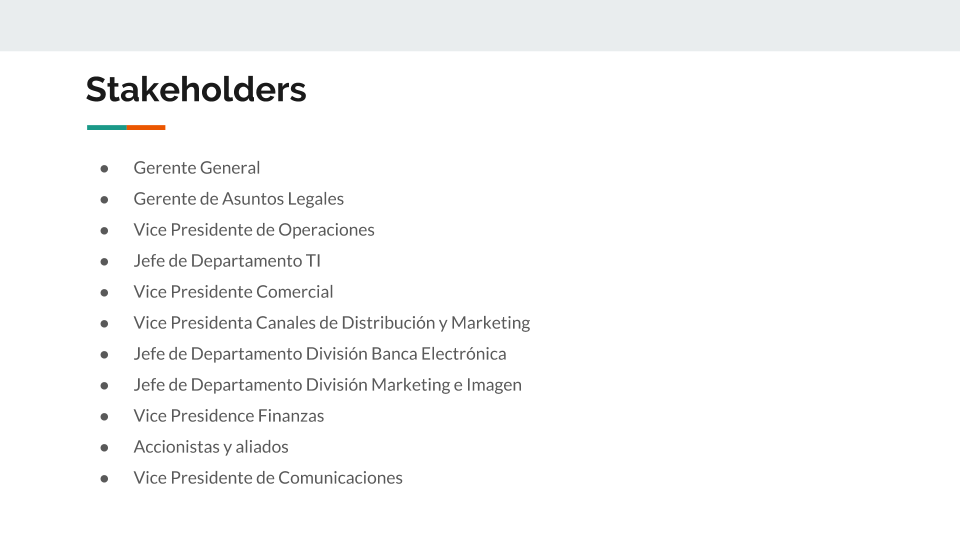 Stakeholders
● Gerente General
● Gerente de Asuntos Legales
● Vice Presidente de Operaciones
● Jefe de Departamento TI
● Vice Presidente Comercial
● Vice Presidenta Canales de Distribución y Marketing
● Jefe de Departamento División Banca Electrónica
● Jefe de Departamento División Marketing e Imagen
● Vice Presidence Finanzas
● Accionistas y aliados
● Vice Presidente de Comunicaciones